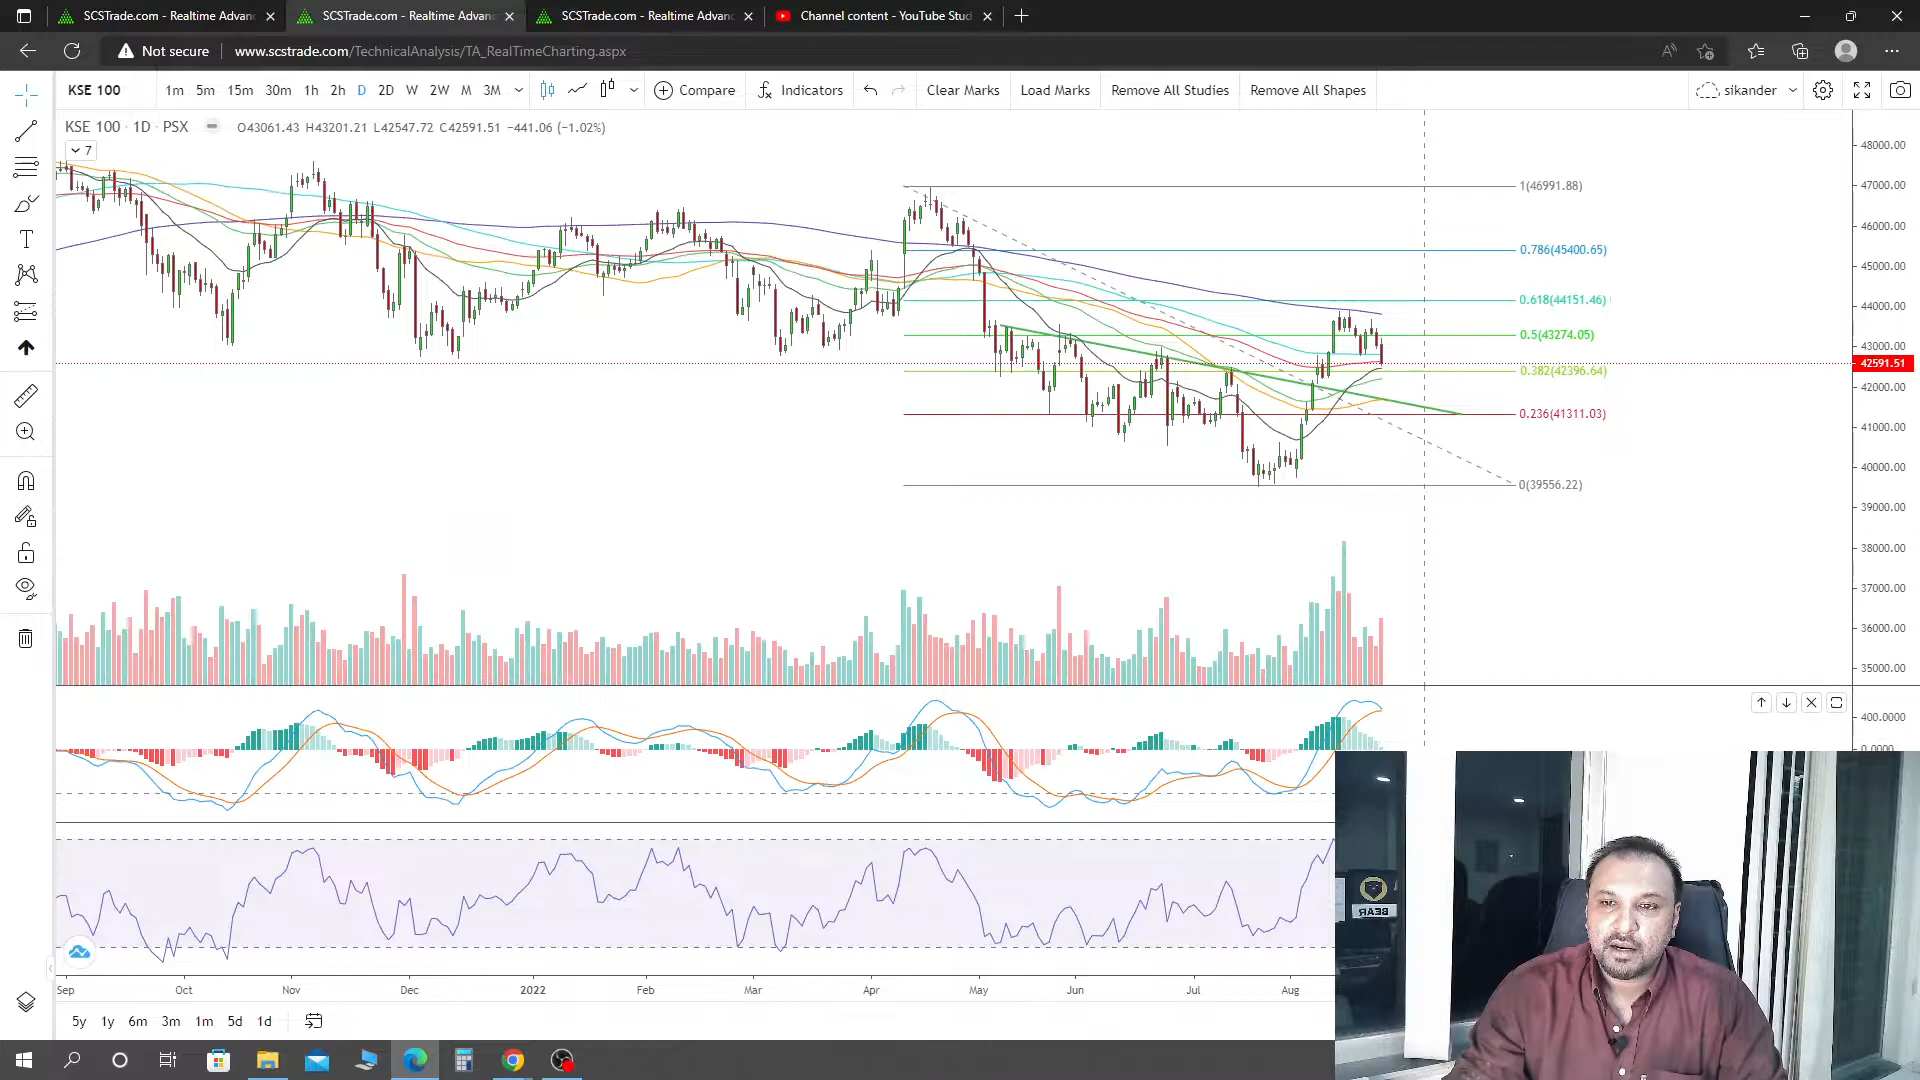 SCSTrade.com - Realtime Advanc
SCSTrade.com - Realtime Advanc
SCSTrade.com - Realtime Advanc
Channel content - YouTube Stud
Not secure
www.scstrade.com/TechnicalAnalysis/TA_RealTimeCharting.aspx
KSE 100 1m 5m 15m 30m 1h 2h D 2D W 2W M 3M Compare Indicators Clear Marks Load Marks Remove All Studies Remove All Shapes sikander
KSE 100 · 1D · PSX O43061.43 H43201.21 L42547.72 C42591.51 −441.06 (−1.02%)
7
48000.00
47000.00
46000.00
45000.00
44000.00
43000.00
42591.51
42000.00
41000.00
40000.00
39000.00
38000.00
37000.00
36000.00
35000.00
1(46991.88)
0.786(45400.65)
0.618(44151.46)
0.5(43274.05)
0.382(42396.64)
0.236(41311.03)
0(39556.22)
400.0000
0.0000
BEAR
Sep Oct Nov Dec 2022 Feb Mar Apr May Jun Jul Aug
5y 1y 6m 3m 1m 5d 1d